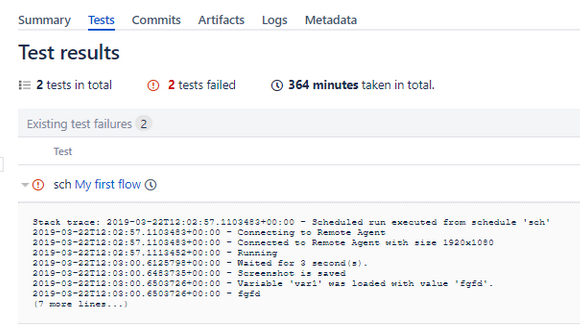 Summary Tests Commits Artifacts Logs Metadata
Test results
2 tests in total 2 tests failed 364 minutes taken in total.
Existing test failures 2
Test
sch My first flow
Stack trace: 2019-03-22T12:02:57.1103483+00:00 - Scheduled run executed from schedule 'sch'
2019-03-22T12:02:57.1103483+00:00 - Connecting to Remote Agent
2019-03-22T12:02:57.1103483+00:00 - Connected to Remote Agent with size 1920x1080
2019-03-22T12:02:57.1113452+00:00 - Running
2019-03-22T12:03:00.6125798+00:00 - Waited for 3 second(s).
2019-03-22T12:03:00.6483735+00:00 - Screenshot is saved
2019-03-22T12:03:00.6503726+00:00 - Variable 'var1' was loaded with value 'fgfd'.
2019-03-22T12:03:00.6503726+00:00 - fgfd
(7 more lines...)